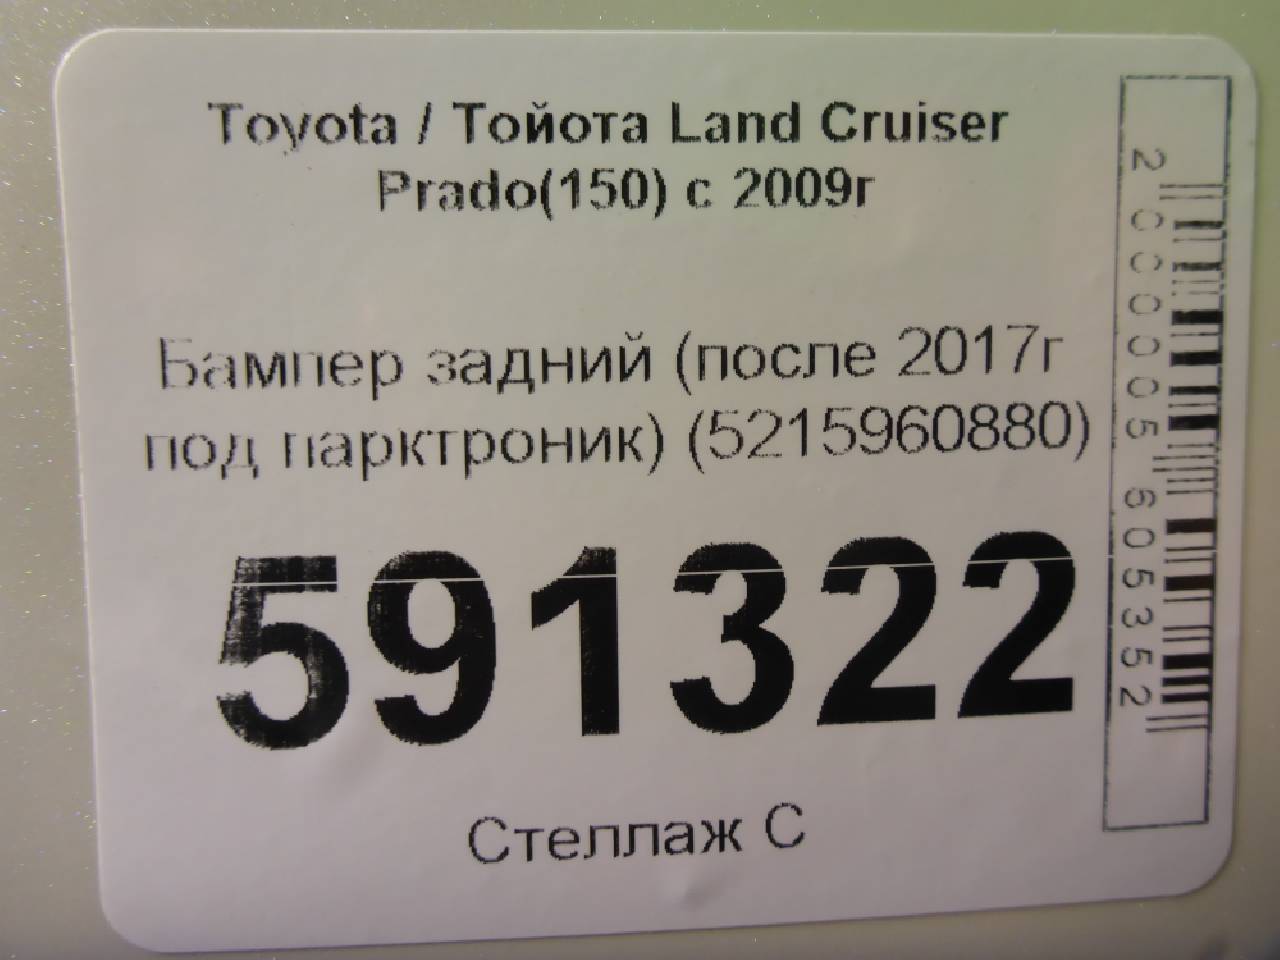 Toyota / Тойота Land Cruiser
Prado(150) с 2009г
Бампер задний (после 2017г
под парктроник) (5215960880)
591322
Стеллаж С
2000005605352